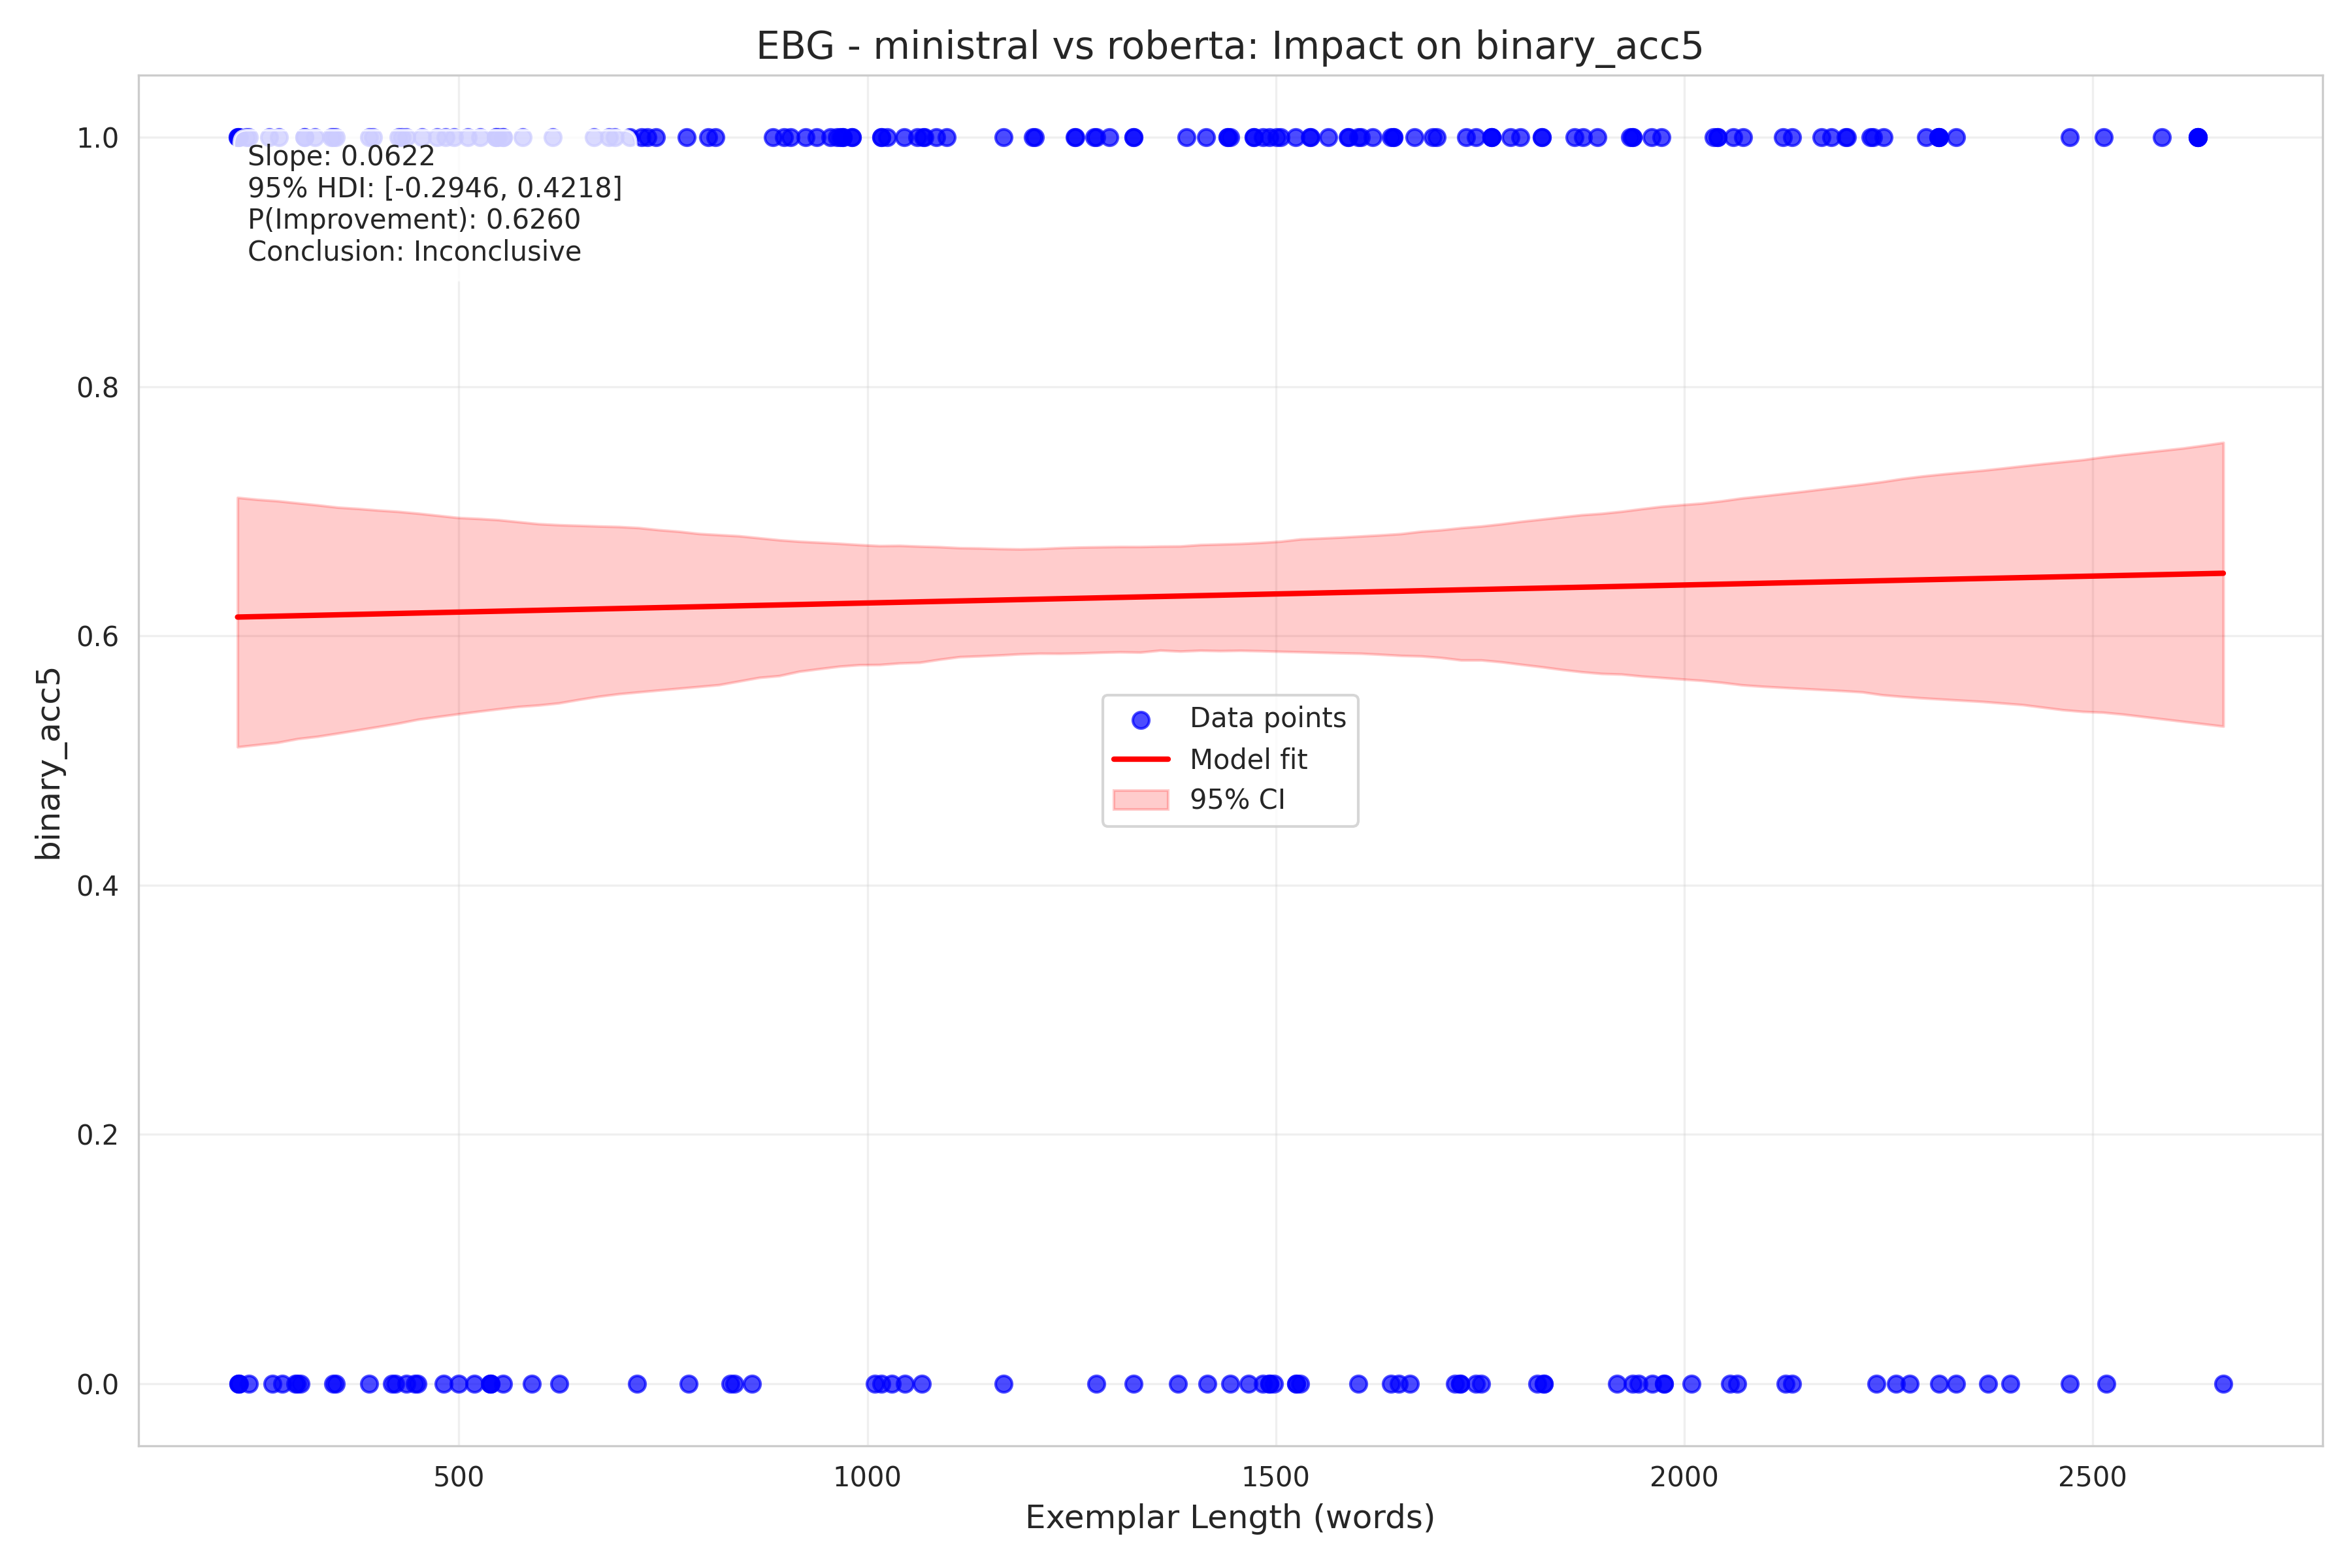 EBG - ministral vs roberta: Impact on binary_acc5
1.0
Slope: 0.0622
95% HDI: [-0.2946, 0.4218]
P(Improvement): 0.6260
Conclusion: Inconclusive
0.8
0.6
0.4
0.2
0.0
binary_acc5
Data points
Model fit
95% CI
500
1000
1500
2000
2500
Exemplar Length (words)